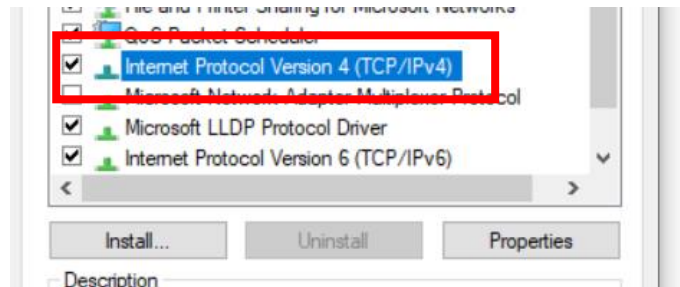 File and Printer Sharing for Microsoft Networks
QoS Packet Scheduler
Internet Protocol Version 4 (TCP/IPv4)
Microsoft Network Adapter Multiplexor Protocol
Microsoft LLDP Protocol Driver
Internet Protocol Version 6 (TCP/IPv6)
Install... Uninstall Properties
Description